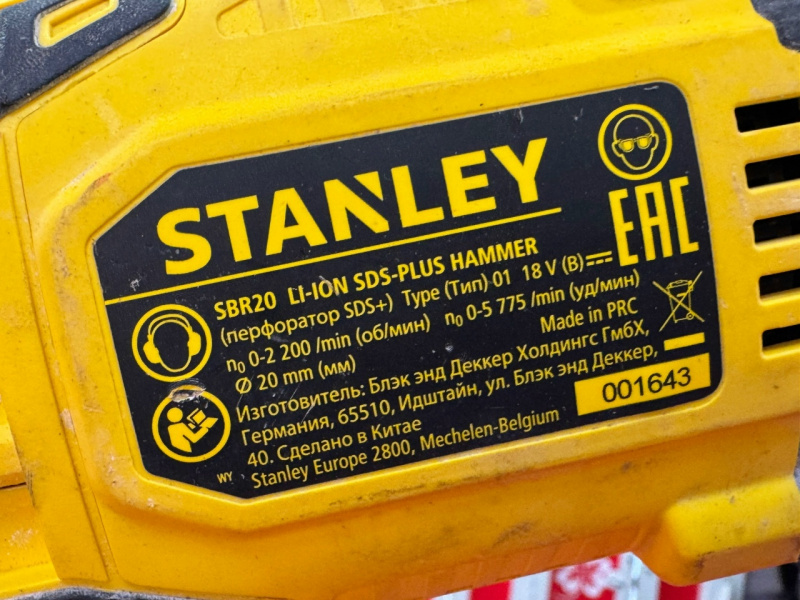 STANLEY
EAC
SBR20 LI-ION SDS-PLUS HAMMER
(перфоратор SDS+) Type (Тип) 01 18 V (В)
n₀ 0-2 200 /min (об/мин) n₀ 0-5 775 /min (уд/мин)
Ø 20 mm (мм) Made in PRC
Изготовитель: Блэк энд Деккер Холдингс ГмбХ,
Германия, 65510, Идштайн, ул. Блэк энд Деккер,
40. Сделано в Китае
001643
WY Stanley Europe 2800, Mechelen-Belgium